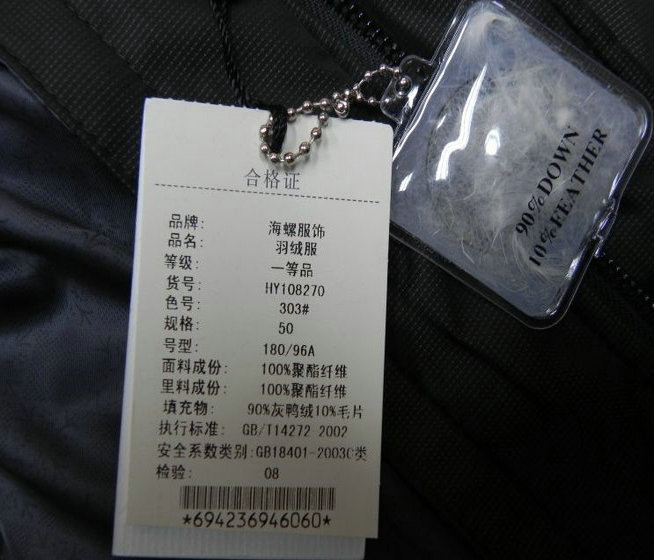 合格证
品牌: 海螺服饰
品名: 羽绒服
等级: 一等品
货号: HY108270
色号: 303#
规格: 50
号型: 180/96A
面料成份: 100%聚酯纤维
里料成份: 100%聚酯纤维
填充物: 90%灰鸭绒10%毛片
执行标准: GB/T14272 2002
安全系数类别:GB18401-2003C类
检验: 08
*694236946060*
90%DOWN
10%FEATHER